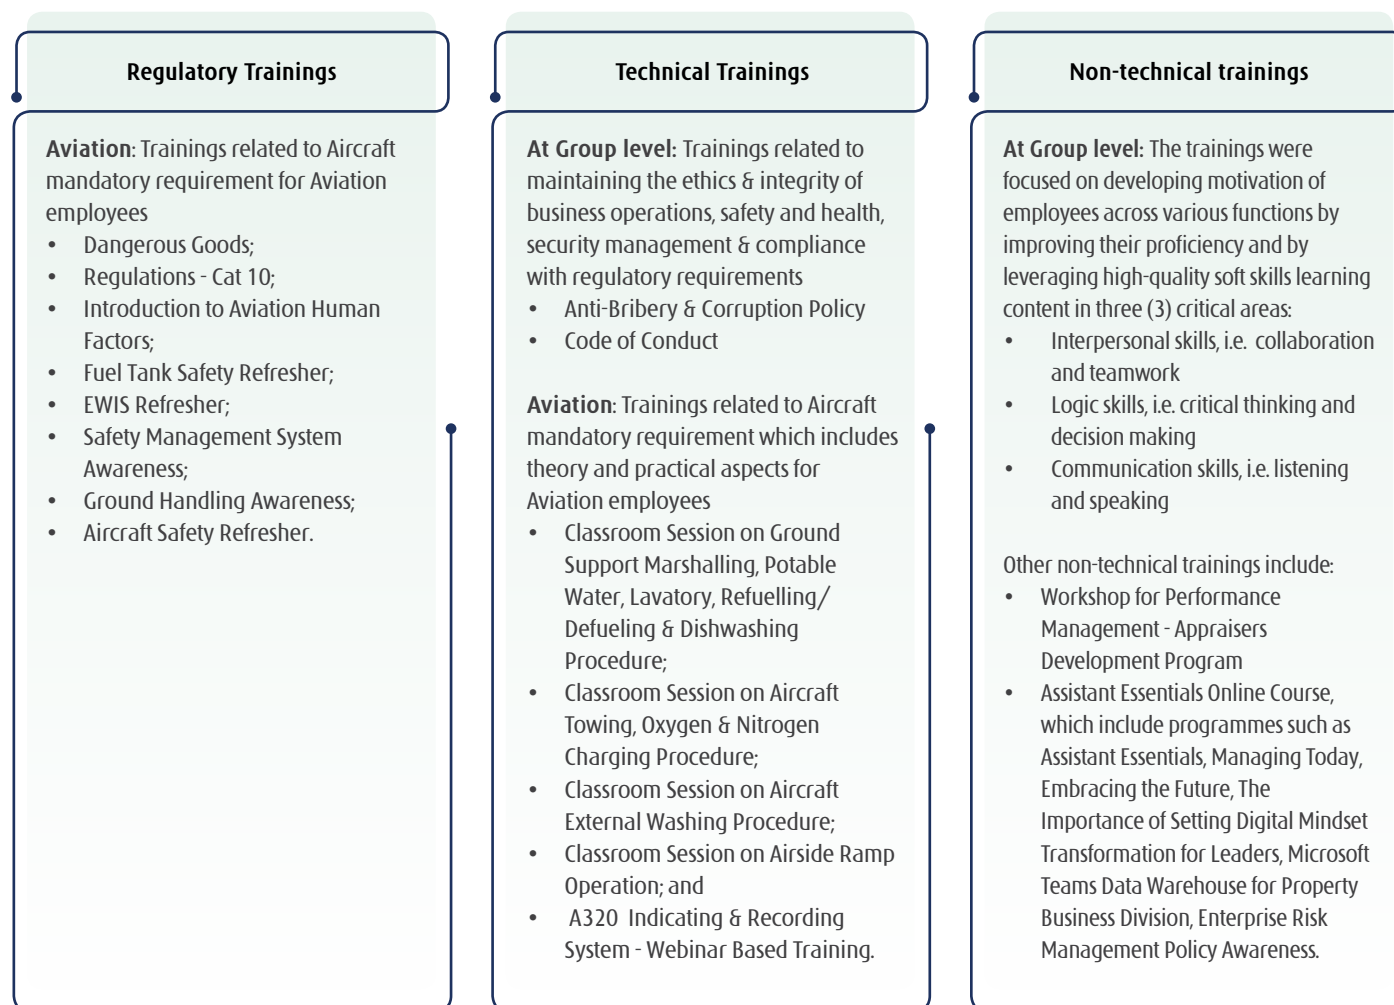 Regulatory Trainings
Aviation: Trainings related to Aircraft
mandatory requirement for Aviation
employees
• Dangerous Goods;
• Regulations - Cat 10;
• Introduction to Aviation Human
Factors;
• Fuel Tank Safety Refresher;
• EWIS Refresher;
• Safety Management System
Awareness;
• Ground Handling Awareness;
• Aircraft Safety Refresher.
Technical Trainings
At Group level: Trainings related to
maintaining the ethics & integrity of
business operations, safety and health,
security management & compliance
with regulatory requirements
• Anti-Bribery & Corruption Policy
• Code of Conduct
Aviation: Trainings related to Aircraft
mandatory requirement which includes
theory and practical aspects for
Aviation employees
• Classroom Session on Ground
Support Marshalling, Potable
Water, Lavatory, Refuelling/
Defueling & Dishwashing
Procedure;
• Classroom Session on Aircraft
Towing, Oxygen & Nitrogen
Charging Procedure;
• Classroom Session on Aircraft
External Washing Procedure;
• Classroom Session on Airside Ramp
Operation; and
• A320 Indicating & Recording
System - Webinar Based Training.
Non-technical trainings
At Group level: The trainings were
focused on developing motivation of
employees across various functions by
improving their proficiency and by
leveraging high-quality soft skills learning
content in three (3) critical areas:
• Interpersonal skills, i.e. collaboration
and teamwork
• Logic skills, i.e. critical thinking and
decision making
• Communication skills, i.e. listening
and speaking
Other non-technical trainings include:
• Workshop for Performance
Management - Appraisers
Development Program
• Assistant Essentials Online Course,
which include programmes such as
Assistant Essentials, Managing Today,
Embracing the Future, The
Importance of Setting Digital Mindset
Transformation for Leaders, Microsoft
Teams Data Warehouse for Property
Business Division, Enterprise Risk
Management Policy Awareness.